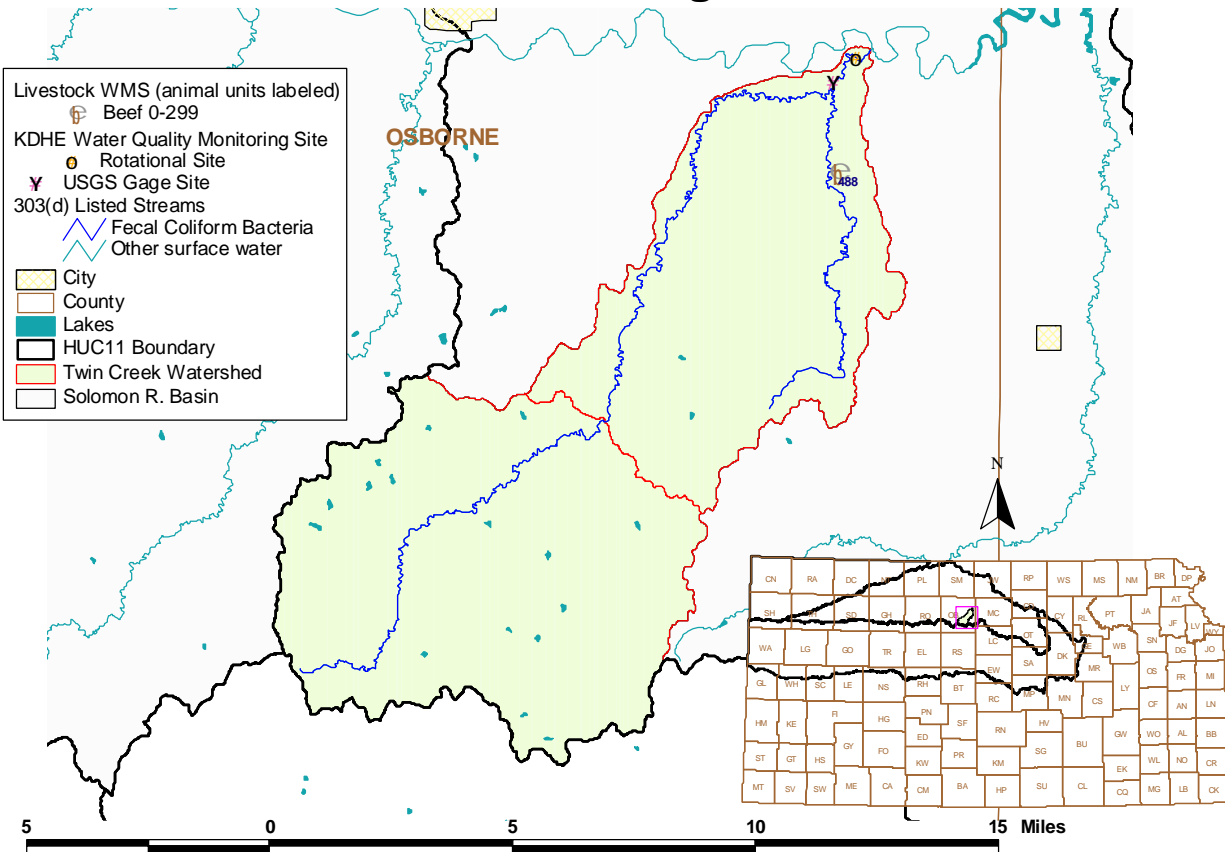 Livestock WMS (animal units labeled)
Beef 0-299
KDHE Water Quality Monitoring Site
Rotational Site
USGS Gage Site
303(d) Listed Streams
Fecal Coliform Bacteria
Other surface water
City
County
Lakes
HUC11 Boundary
Twin Creek Watershed
Solomon R. Basin
OSBORNE
488
N
CN RA DC PL SM JW RP WS MS NM BR DP
SH SD GH RO MC CY RL PT JA AT
JF LV WY
WA LG GO TR EL RS LC OT SA DK WB SN DG JO
EW MR OS FR MI
GL WH SC LE NS RH BT RC MP MN CS LY CF AN LN
HM KE FI HG PN SF RN HV BU GW WO AL BB
GY ED SG
ST GT HS FO KW PR KM EK WL NO CR
MT SV SW ME CA CM BA HP SU CL CQ MG LB CK
5 0 5 10 15 Miles